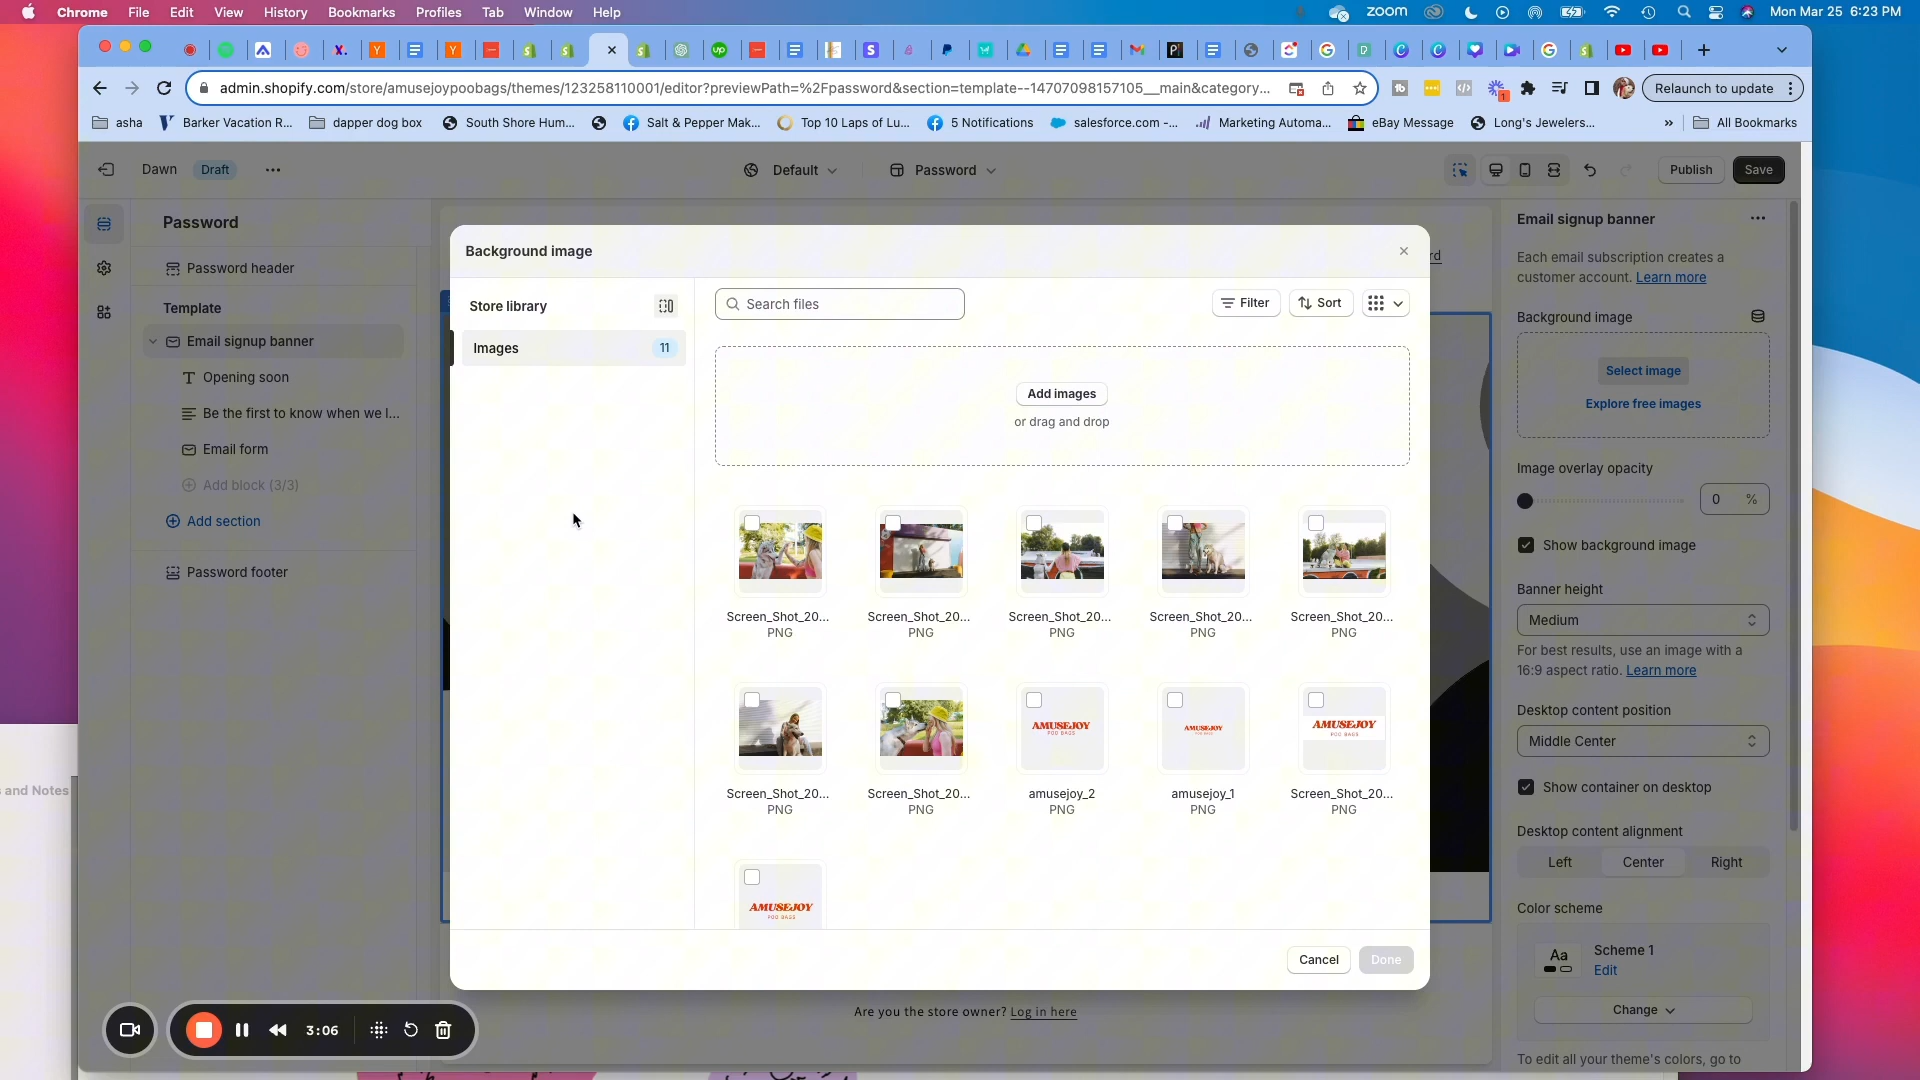 Chrome File Edit View History Bookmarks Profiles Tab Window Help
zoom
Mon Mar 25 6:23 PM
admin.shopify.com/store/amusejoypoobags/themes/123258110001/editor?previewPath=%2Fpassword&section=template--14707098157105__main&category...
1
Relaunch to update
asha
Barker Vacation R...
dapper dog box
South Shore Hum...
Salt & Pepper Mak...
Top 10 Laps of Lu...
5 Notifications
salesforce.com -...
Marketing Automa...
eBay Message
Long's Jewelers...
»
All Bookmarks
Dawn
Draft
Default
Password
Publish
Save
Password
Password header
Template
Email signup banner
Opening soon
Be the first to know when we l...
Email form
Add block (3/3)
Add section
Password footer
Background image
Store library
Images
11
Search files
Filter
Sort
Add images
or drag and drop
Screen_Shot_20...
PNG
Screen_Shot_20...
PNG
Screen_Shot_20...
PNG
Screen_Shot_20...
PNG
Screen_Shot_20...
PNG
AMUSEJOY
POO BAGS
AMUSEJOY
AMUSEJOY
POO BAGS
Screen_Shot_20...
PNG
Screen_Shot_20...
PNG
amusejoy_2
PNG
amusejoy_1
PNG
Screen_Shot_20...
PNG
AMUSEJOY
POO BAGS
Cancel
Done
rd
Are you the store owner? Log in here
Email signup banner
Each email subscription creates a
customer account. Learn more
Background image
Select image
Explore free images
Image overlay opacity
0 %
Show background image
Banner height
Medium
For best results, use an image with a
16:9 aspect ratio. Learn more
Desktop content position
Middle Center
Show container on desktop
Desktop content alignment
Left Center Right
Color scheme
Aa
Scheme 1
Edit
Change
To edit all your theme's colors, go to
s and Notes
3:06